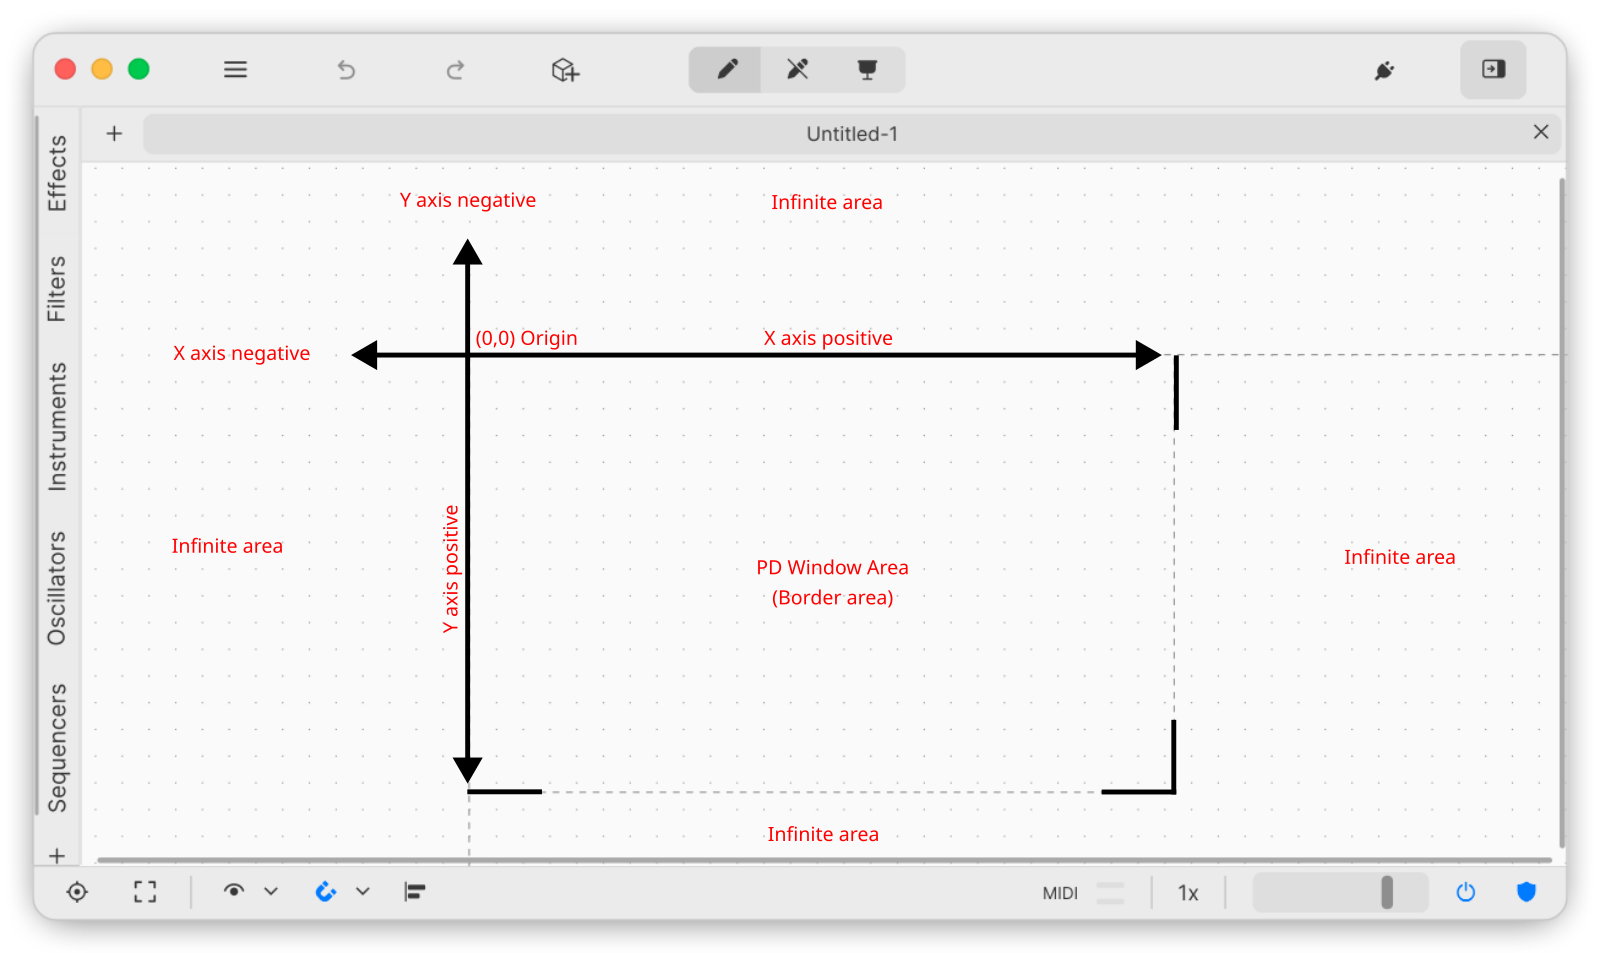 Untitled-1
Effects
Filters
Instruments
Oscillators
Sequencers
Y axis negative
Infinite area
(0,0) Origin
X axis positive
X axis negative
Y axis positive
Infinite area
PD Window Area
(Border area)
Infinite area
Infinite area
MIDI
1x